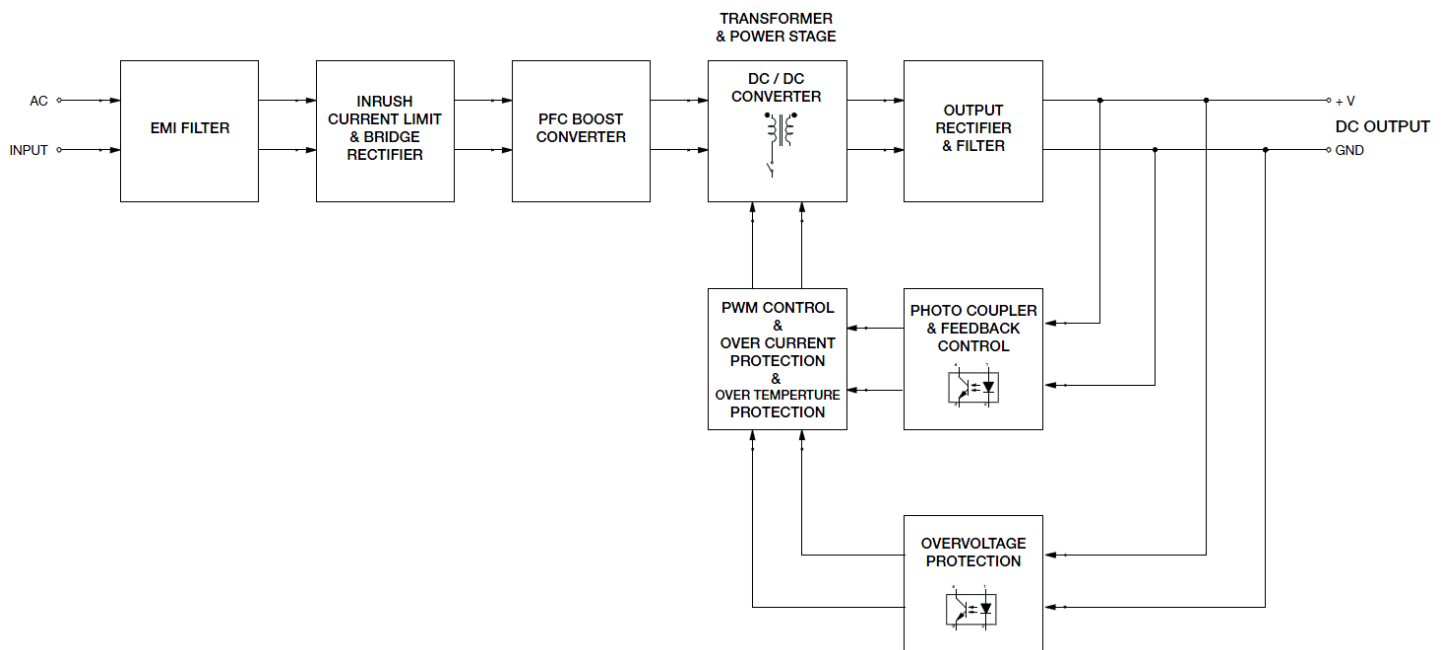 TRANSFORMER
& POWER STAGE
AC
INPUT
EMI FILTER
INRUSH
CURRENT LIMIT
& BRIDGE
RECTIFIER
PFC BOOST
CONVERTER
DC / DC
CONVERTER
OUTPUT
RECTIFIER
& FILTER
+ V
DC OUTPUT
GND
PWM CONTROL
&
OVER CURRENT
PROTECTION
&
OVER TEMPERTURE
PROTECTION
PHOTO COUPLER
& FEEDBACK
CONTROL
OVERVOLTAGE
PROTECTION